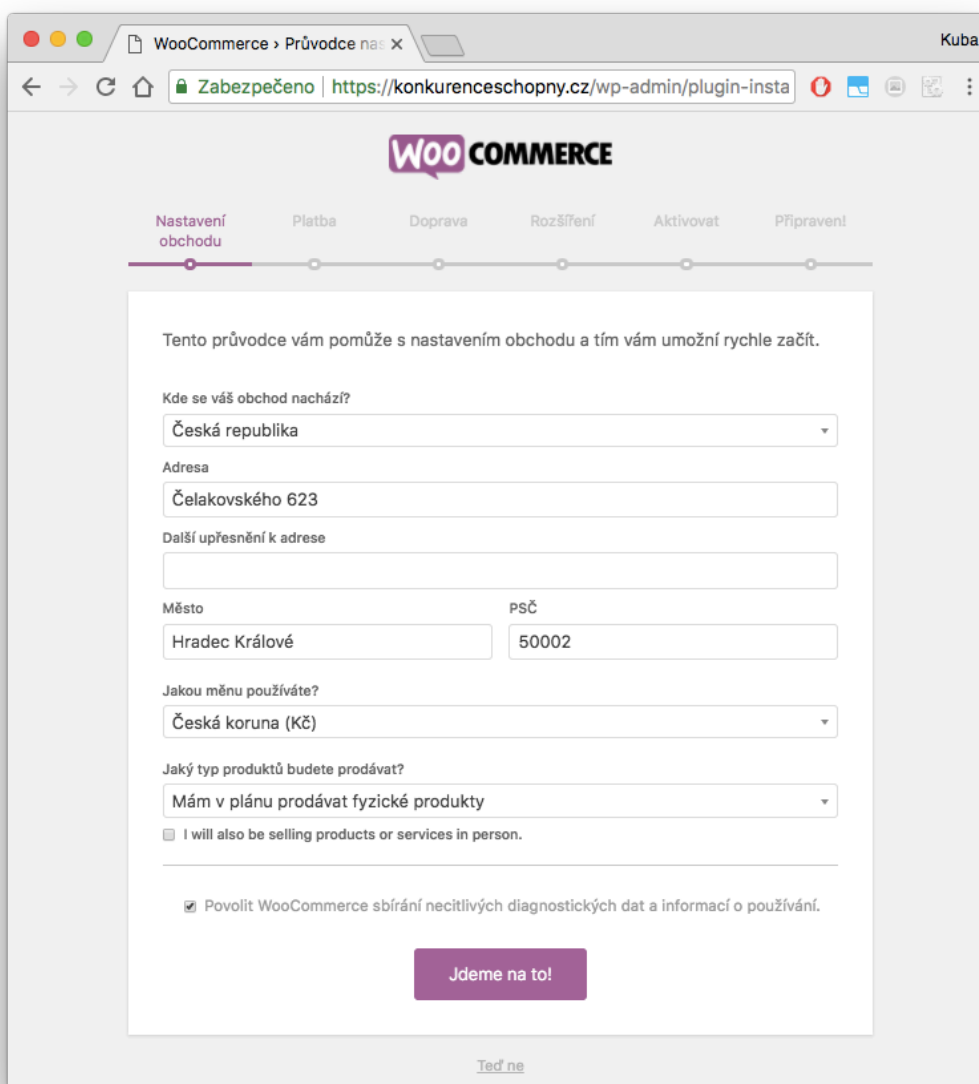 WooCommerce › Průvodce nas
Kuba
Zabezpečeno | https://konkurenceschopny.cz/wp-admin/plugin-insta
WOO COMMERCE
Nastavení obchodu
Platba
Doprava
Rozšíření
Aktivovat
Připraven!
Tento průvodce vám pomůže s nastavením obchodu a tím vám umožní rychle začít.
Kde se váš obchod nachází?
Česká republika
Adresa
Čelakovského 623
Další upřesnění k adrese
Město
PSČ
Hradec Králové
50002
Jakou měnu používáte?
Česká koruna (Kč)
Jaký typ produktů budete prodávat?
Mám v plánu prodávat fyzické produkty
I will also be selling products or services in person.
Povolit WooCommerce sbírání necitlivých diagnostických dat a informací o používání.
Jdeme na to!
Teď ne